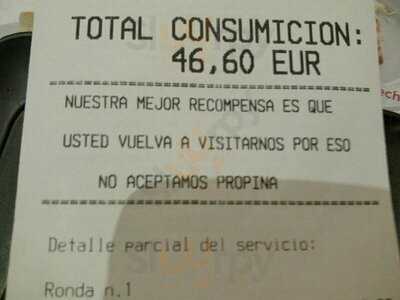 TOTAL CONSUMICION:
46,60 EUR
NUESTRA MEJOR RECOMPENSA ES QUE
USTED VUELVA A VISITARNOS POR ESO
NO ACEPTAMOS PROPINA
Detalle parcial del servicio:
Ronda n.1